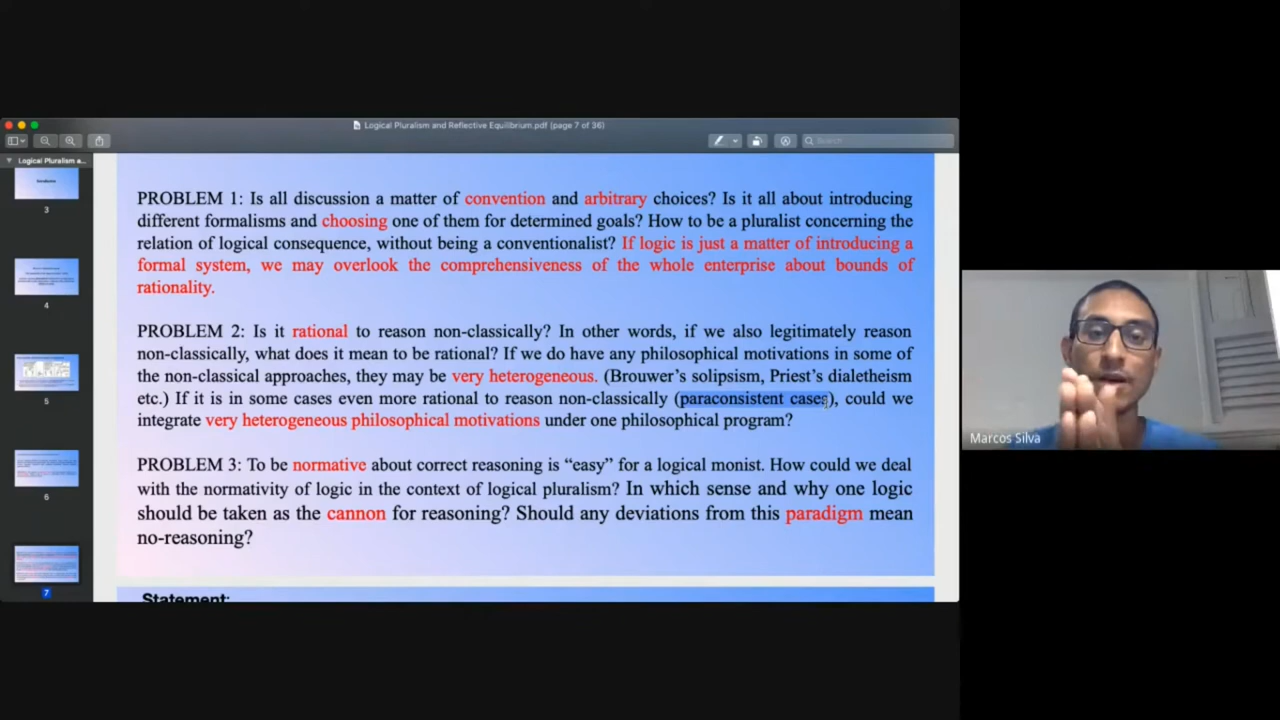 Logical Pluralism and Reflective Equilbrium.pdf (page 7 of 36)
Search
Logical Pluralism a...
3
4
5
6
7
PROBLEM 1: Is all discussion a matter of convention and arbitrary choices? Is it all about introducing
different formalisms and choosing one of them for determined goals? How to be a pluralist concerning the
relation of logical consequence, without being a conventionalist? If logic is just a matter of introducing a
formal system, we may overlook the comprehensiveness of the whole enterprise about bounds of
rationality.
PROBLEM 2: Is it rational to reason non-classically? In other words, if we also legitimately reason
non-classically, what does it mean to be rational? If we do have any philosophical motivations in some of
the non-classical approaches, they may be very heterogeneous. (Brouwer's solipsism, Priest's dialetheism
etc.) If it is in some cases even more rational to reason non-classically (paraconsistent cases), could we
integrate very heterogeneous philosophical motivations under one philosophical program?
PROBLEM 3: To be normative about correct reasoning is “easy” for a logical monist. How could we deal
with the normativity of logic in the context of logical pluralism? In which sense and why one logic
should be taken as the cannon for reasoning? Should any deviations from this paradigm mean
no-reasoning?
Statement:
Marcos Silva